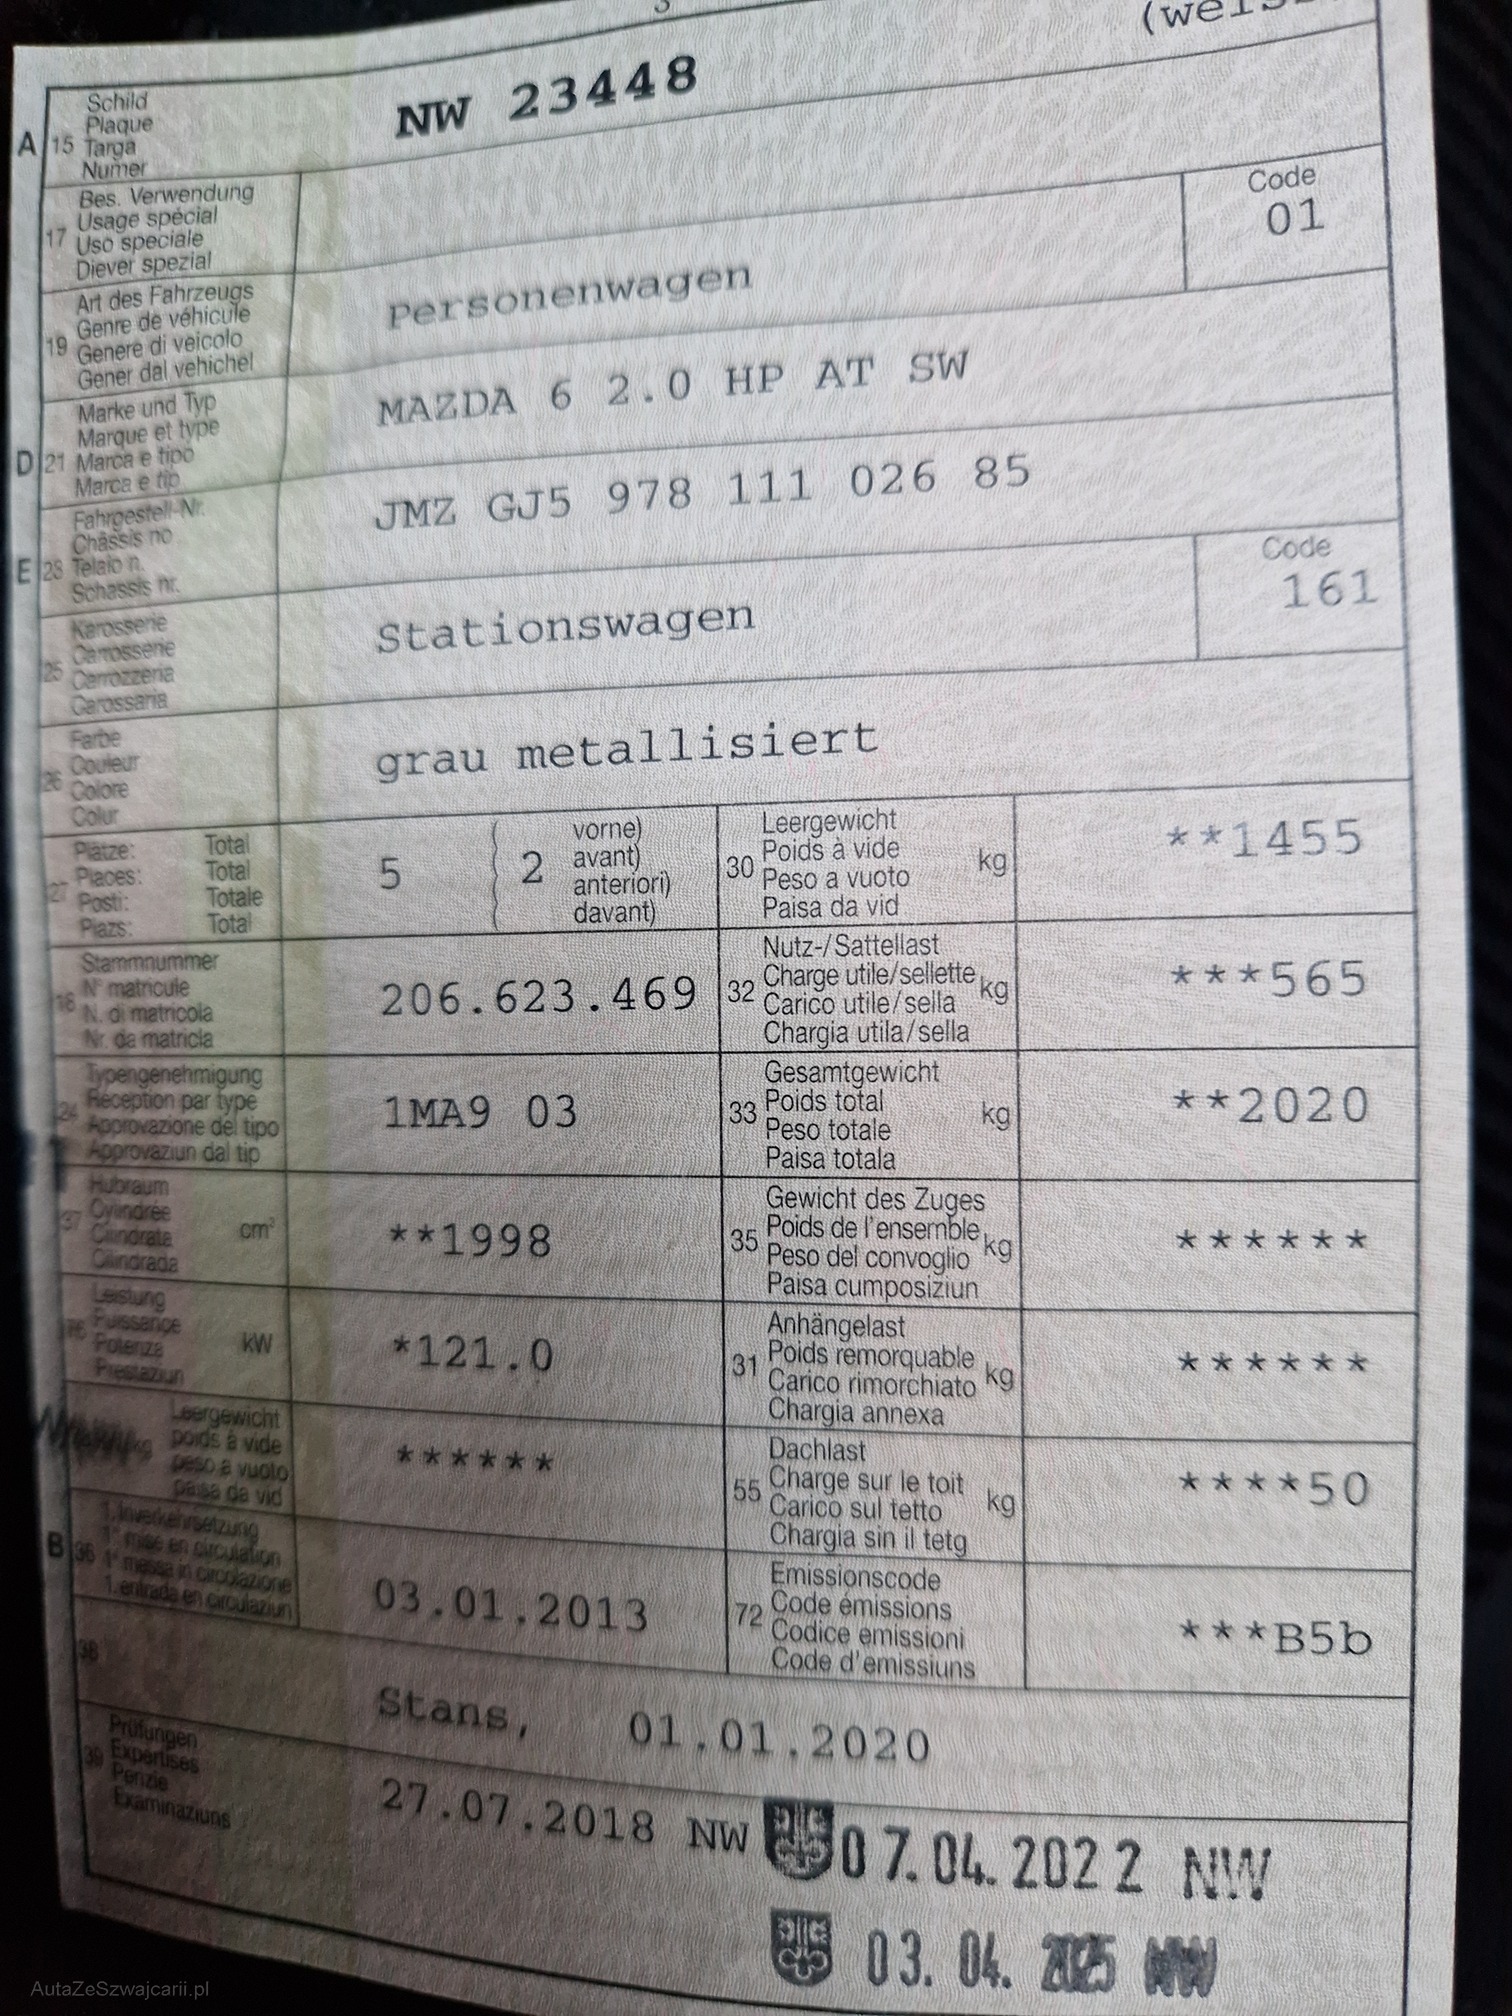 Schild
Plaque
A 15 Targa
Numer
NW 23448
Bes. Verwendung
Usage spécial
17 Uso speciale
Diever spezial
Art des Fahrzeugs
Genre de véhicule
19 Genere di veicolo
Gener dal vehichel
Personenwagen
Code
01
Marke und Typ
Marque et type
D 21 Marca e tipo
Marca e tip
MAZDA 6 2.0 HP AT SW
Fahrgestell-Nr.
Châssis no
E 23 Telaio n.
Schassis nr.
JMZ GJ5 978 111 026 85
Karosserie
Carrosserie
25 Carrozzeria
Carossaria
Stationswagen
Code
161
Farbe
Couleur
26 Colore
Colur
grau metallisiert
Plätze: Total
Places: Total
27 Posti: Totale
Plazs: Total
5
2
vorne)
avant)
anteriori)
davant)
Leergewicht
30 Poids à vide kg
Peso a vuoto
Paisa da vid
**1455
Stammnummer
N° matricule
18 N. di matricola
Nr. da matricla
206.623.469
Nutz-/Sattellast
32 Charge utile/sellette kg
Carico utile/sella
Chargia utila/sella
***565
Typengenehmigung
Réception par type
24 Approvazione del tipo
Approvaziun dal tip
1MA9 03
Gesamtgewicht
33 Poids total kg
Peso totale
Paisa totala
**2020
Hubraum
37 Cylindrée cm³
Cilindrata
Cilindrada
**1998
Gewicht des Zuges
35 Poids de l'ensemble kg
Peso del convoglio
Paisa cumposiziun
******
Leistung
76 Puissance kW
Potenza
Prestaziun
*121.0
Anhängelast
31 Poids remorquable kg
Carico rimorchiato
Chargia annexa
******
Leergewicht
poids à vide
kg peso a vuoto
paisa da vid
******
Dachlast
55 Charge sur le toit kg
Carico sul tetto
Chargia sin il tetg
****50
1. Inverkehrsetzung
B 36 1re mise en circulation
1a messa in circolazione
1. entrada en circulaziun
03.01.2013
Emissionscode
72 Code émissions
Codice emissioni
Code d'emissiuns
***B5b
38
Stans, 01.01.2020
Prüfungen
39 Expertises
Perizie
Examinaziuns
27.07.2018 NW 07.04.2022 NW
03.04.2025 NW
AutaZeSzwajcarii.pl